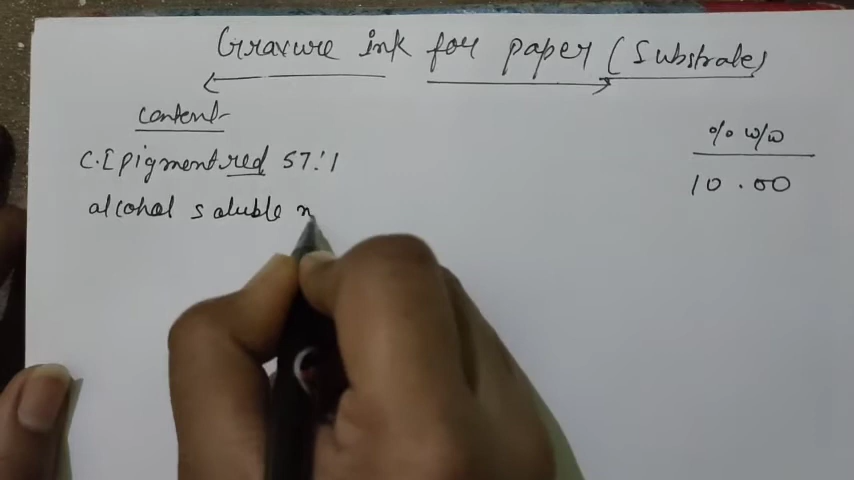 Gravure ink for paper (Substrate)
content-
% w/w
C.I pigment red 57:1 10.00
alcohol soluble n